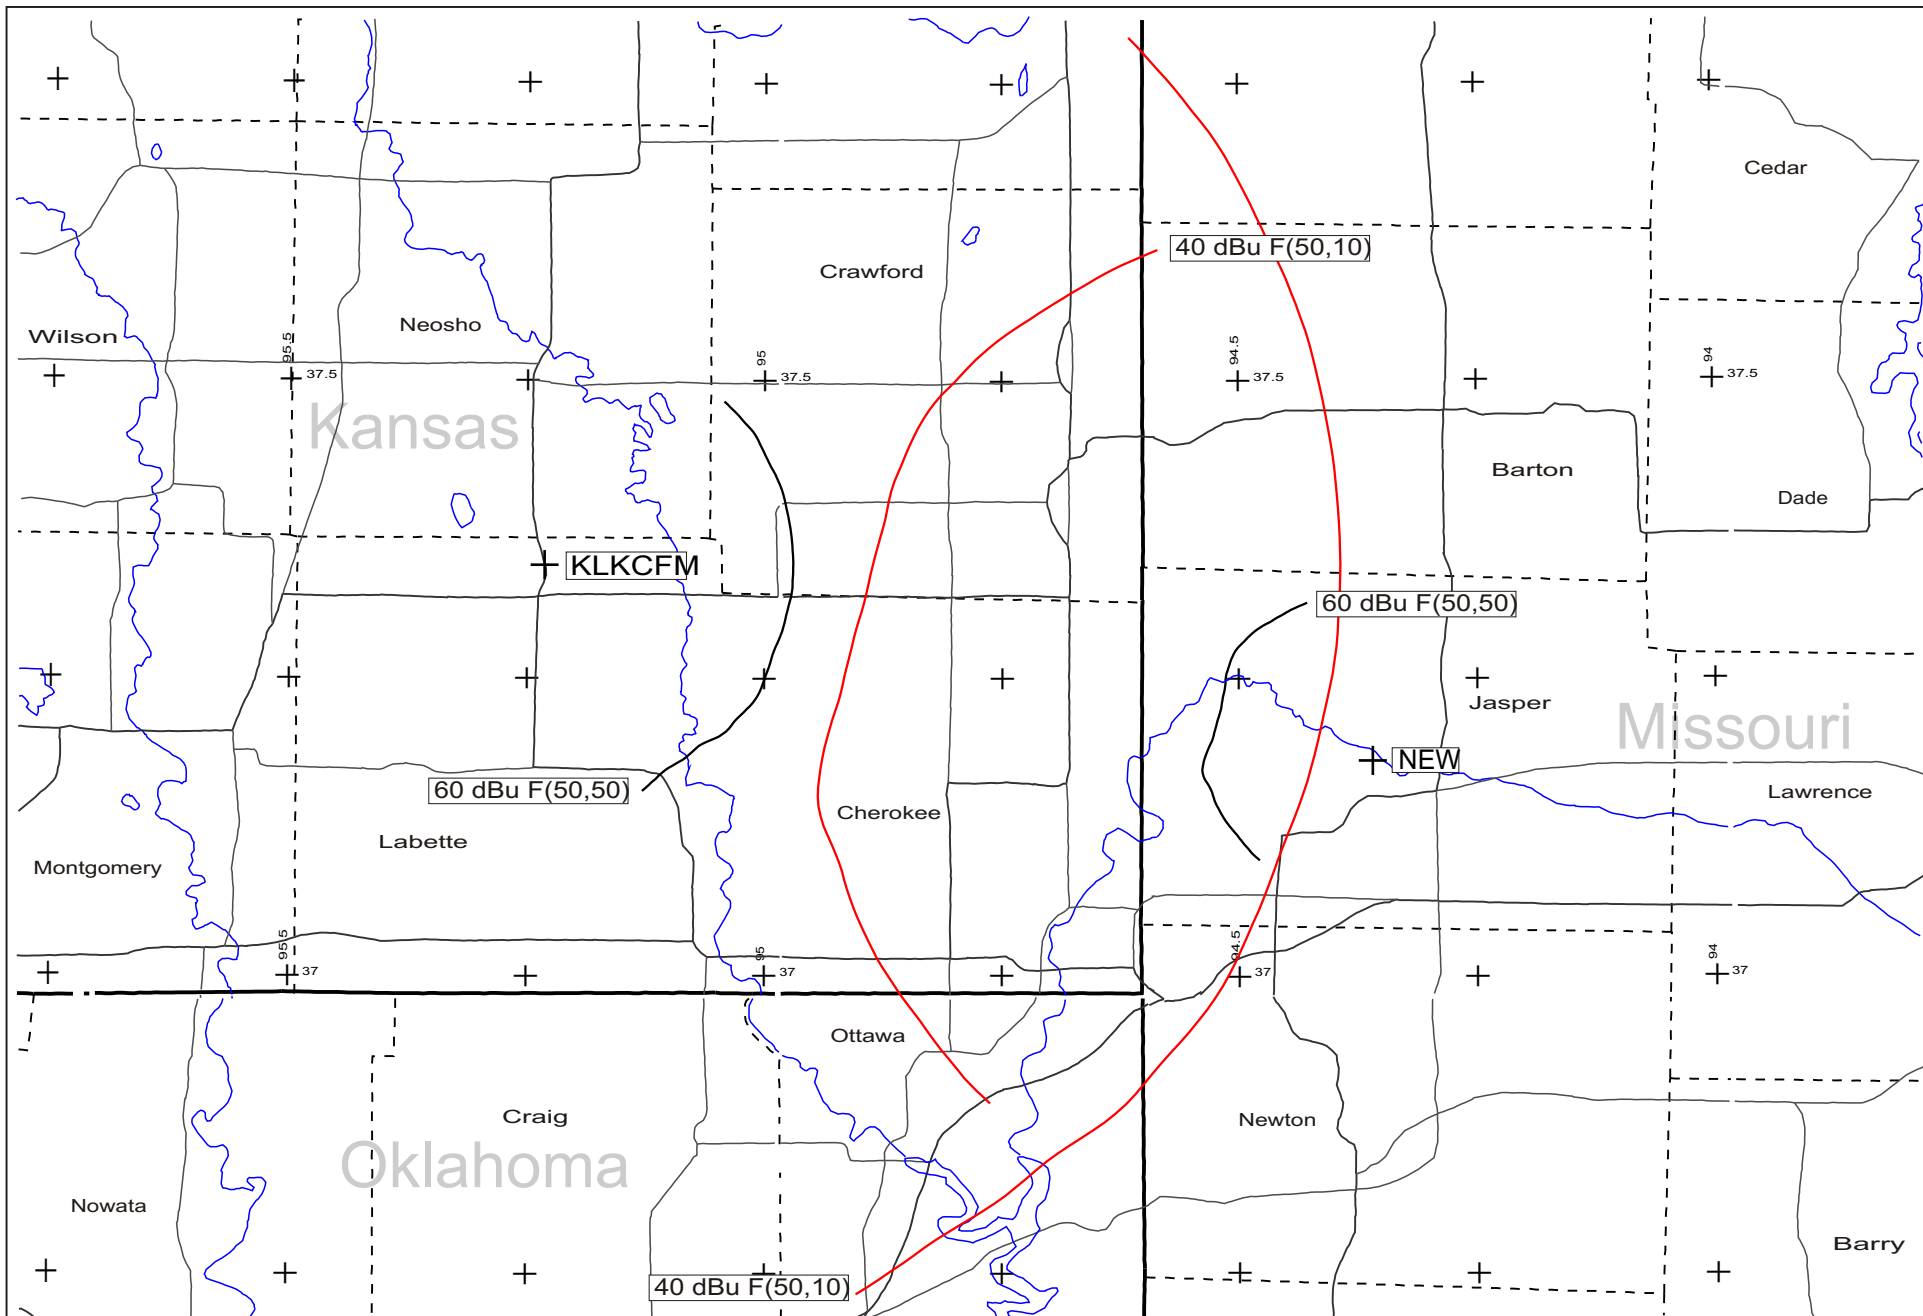 Cedar
40 dBu F(50,10)
Crawford
Wilson
Neosho
95.5
37.5
95
37.5
94.5
37.5
94
37.5
Kansas
Barton
Dade
KLKCFM
60 dBu F(50,50)
Jasper
Missouri
NEW
60 dBu F(50,50)
Lawrence
Cherokee
Labette
Montgomery
95.5
37
95
37
94.5
37
94
37
Ottawa
Craig
Newton
Oklahoma
Nowata
Barry
40 dBu F(50,10)